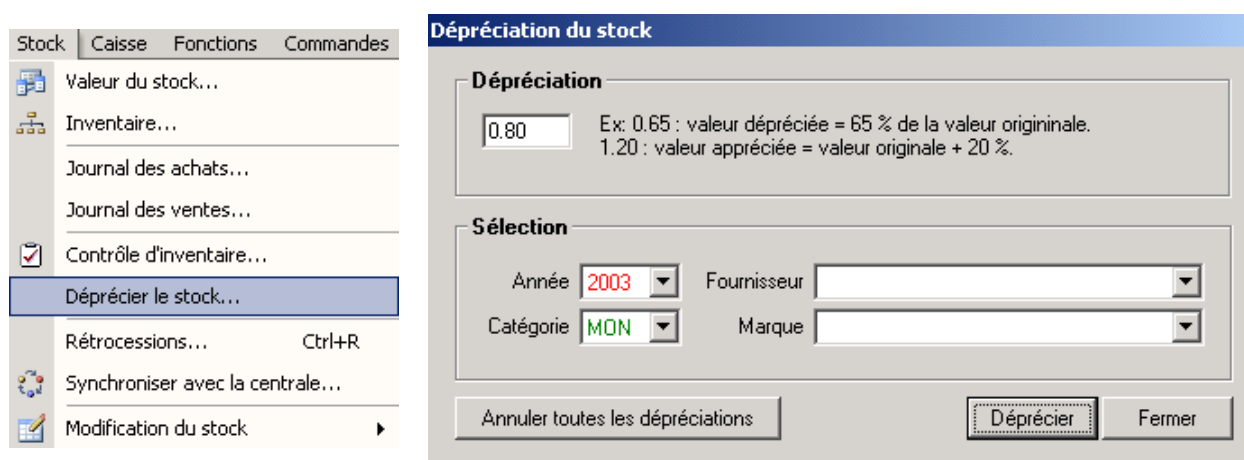 Stock Caisse Fonctions Commandes
Valeur du stock...
Inventaire...
Journal des achats...
Journal des ventes...
Contrôle d'inventaire...
Déprécier le stock...
Rétrocessions... Ctrl+R
Synchroniser avec la centrale...
Modification du stock
Dépréciation du stock
Dépréciation
0.80
Ex: 0.65 : valeur dépréciée = 65 % de la valeur origininale.
1.20 : valeur appréciée = valeur originale + 20 %.
Sélection
Année 2003 Fournisseur
Catégorie MON Marque
Annuler toutes les dépréciations Déprécier Fermer